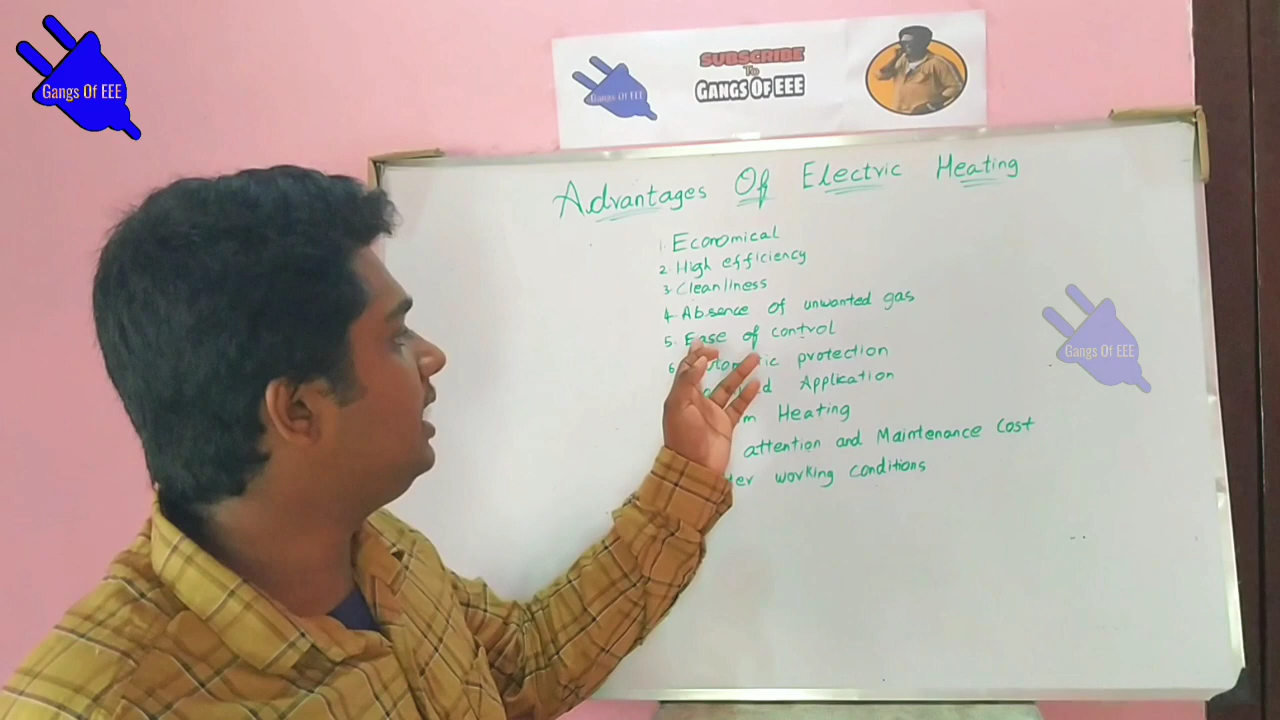 Gangs Of EEE
Gangs Of EEE
SUBSCRIBE
To
GANGS OF EEE
Advantages Of Electric Heating
1. Economical
2. High efficiency
3. Cleanliness
4. Absence of unwanted gas
5. Ease of control
6. protection
Application
Heating
attention and Maintenance Cost
working conditions
Gangs Of EEE